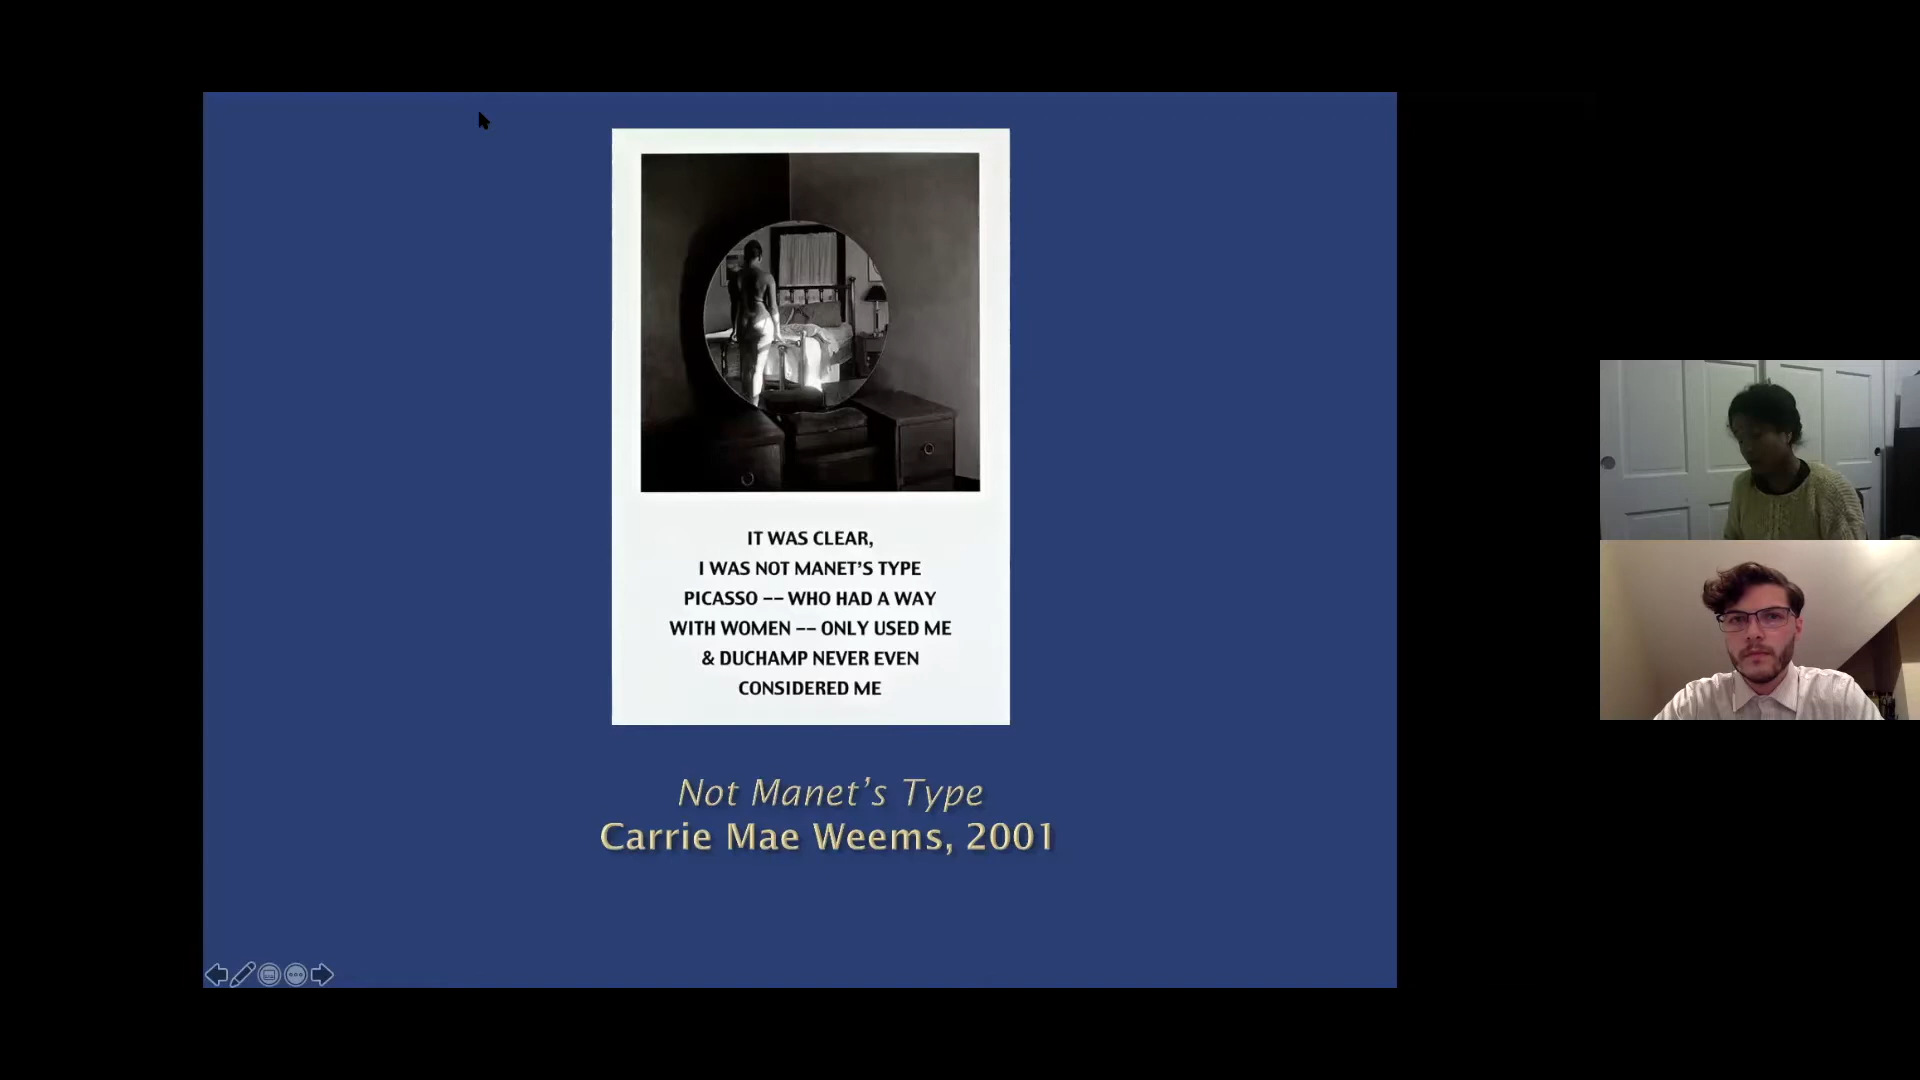 IT WAS CLEAR,
I WAS NOT MANET’S TYPE
PICASSO -- WHO HAD A WAY
WITH WOMEN -- ONLY USED ME
& DUCHAMP NEVER EVEN
CONSIDERED ME
Not Manet’s Type
Carrie Mae Weems, 2001